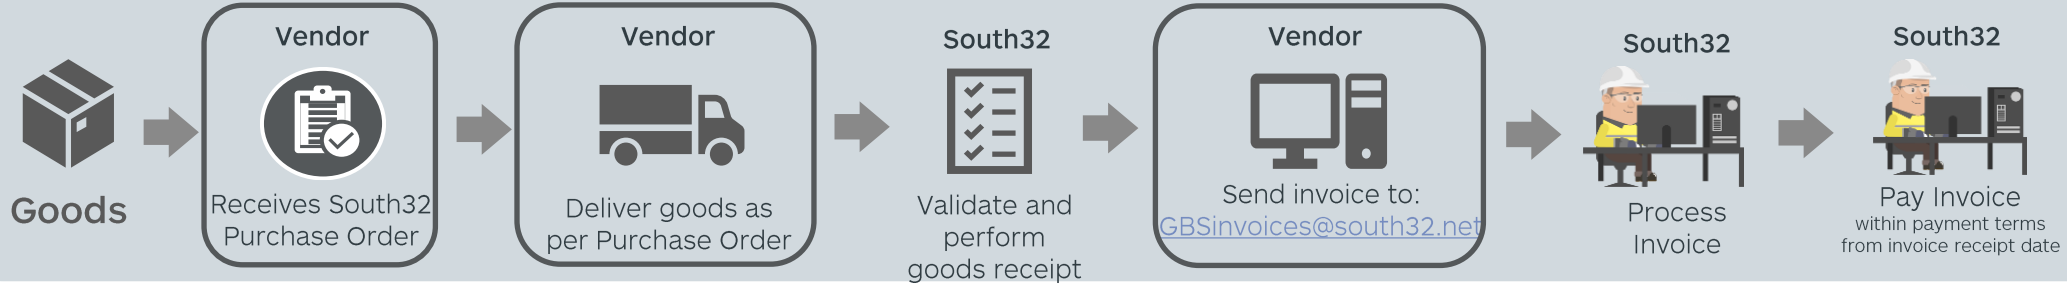 Goods
Vendor
Receives South32
Purchase Order
Vendor
Deliver goods as
per Purchase Order
South32
Validate and
perform
goods receipt
Vendor
Send invoice to:
GBSinvoices@south32.net
South32
Process
Invoice
South32
Pay Invoice
within payment terms
from invoice receipt date